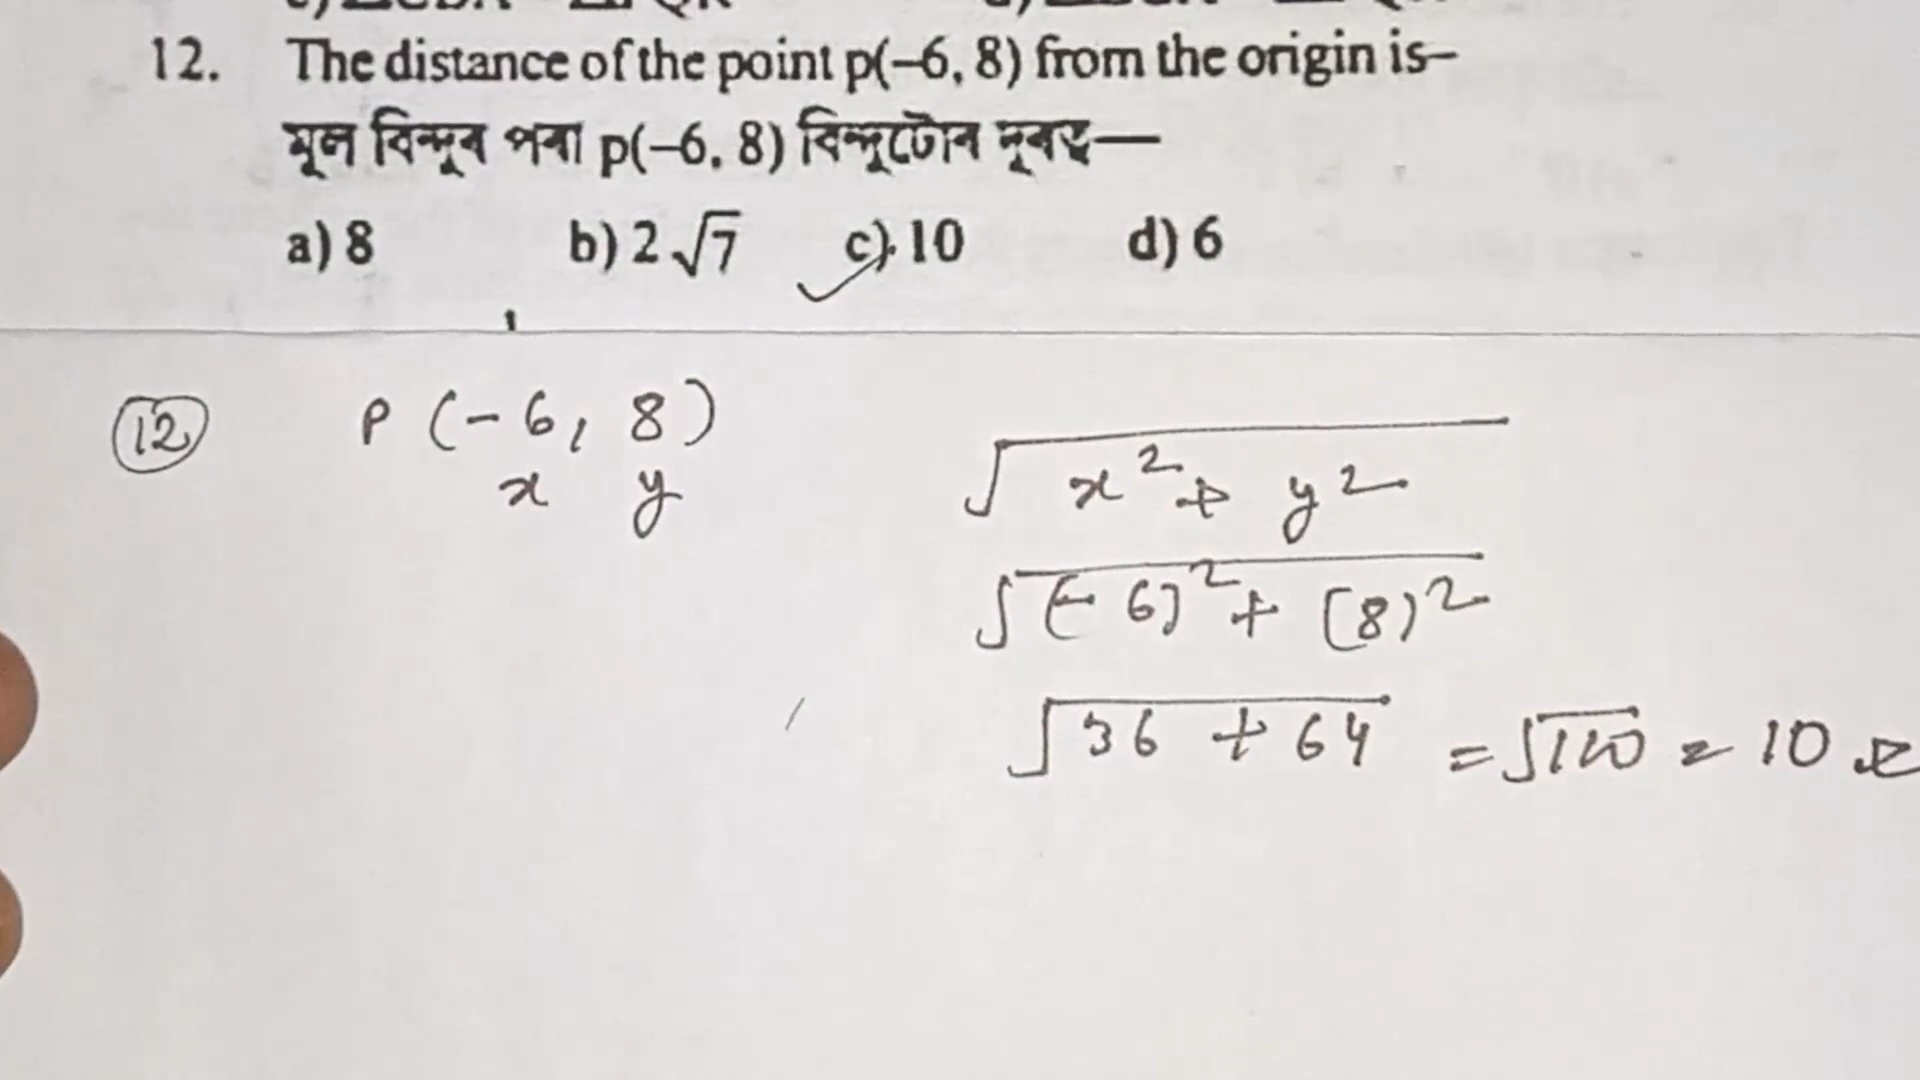 12. The distance of the point p(–6, 8) from the origin is–
মূল বিন্দুৰ পৰা p(–6, 8) বিন্দুটোৰ দূৰত্ব—
a) 8 b) 2√7 c) 10 d) 6
12 P (-6, 8)
x y
√x² + y²
√(-6)² + (8)²
√36 + 64 = √100 = 10